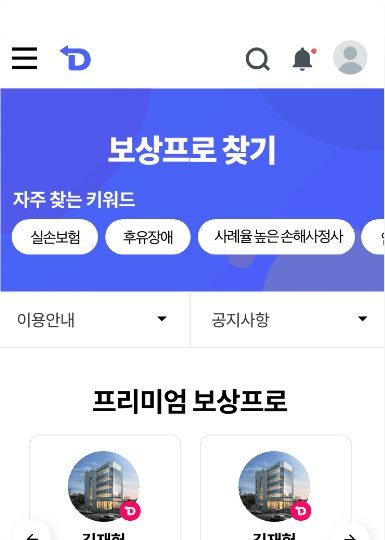 D
보상프로 찾기
자주 찾는 키워드
실손보험 후유장애 사례율 높은 손해사정사
이용안내 공지사항
프리미엄 보상프로
D D